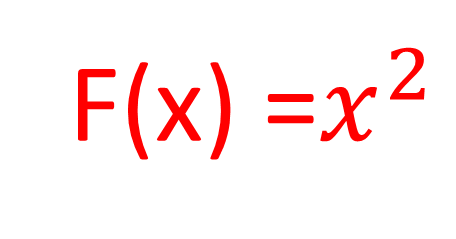 F(x) =x²